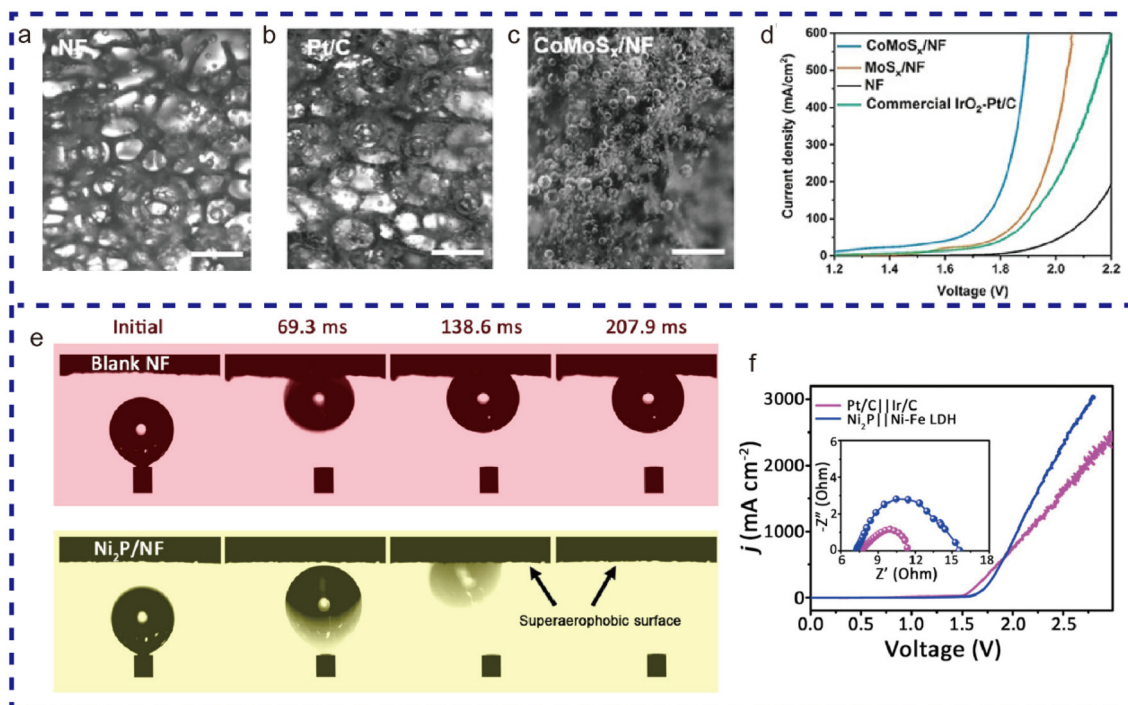 a
NF
b
Pt/C
c
CoMoSₓ/NF
d
Current density (mA/cm²)
600
500
400
300
200
100
0
CoMoSₓ/NF
MoSₓ/NF
NF
Commercial IrO₂-Pt/C
1.2 1.4 1.6 1.8 2.0 2.2
Voltage (V)
e
Initial 69.3 ms 138.6 ms 207.9 ms
Blank NF
Ni₂P/NF
Superaerophobic surface
f
j (mA cm⁻²)
3000
2000
1000
0
Pt/C||Ir/C
Ni₂P||Ni-Fe LDH
-Z″ (Ohm)
6
4
2
0
6 9 12 15 18
Z′ (Ohm)
0.0 0.5 1.0 1.5 2.0 2.5
Voltage (V)